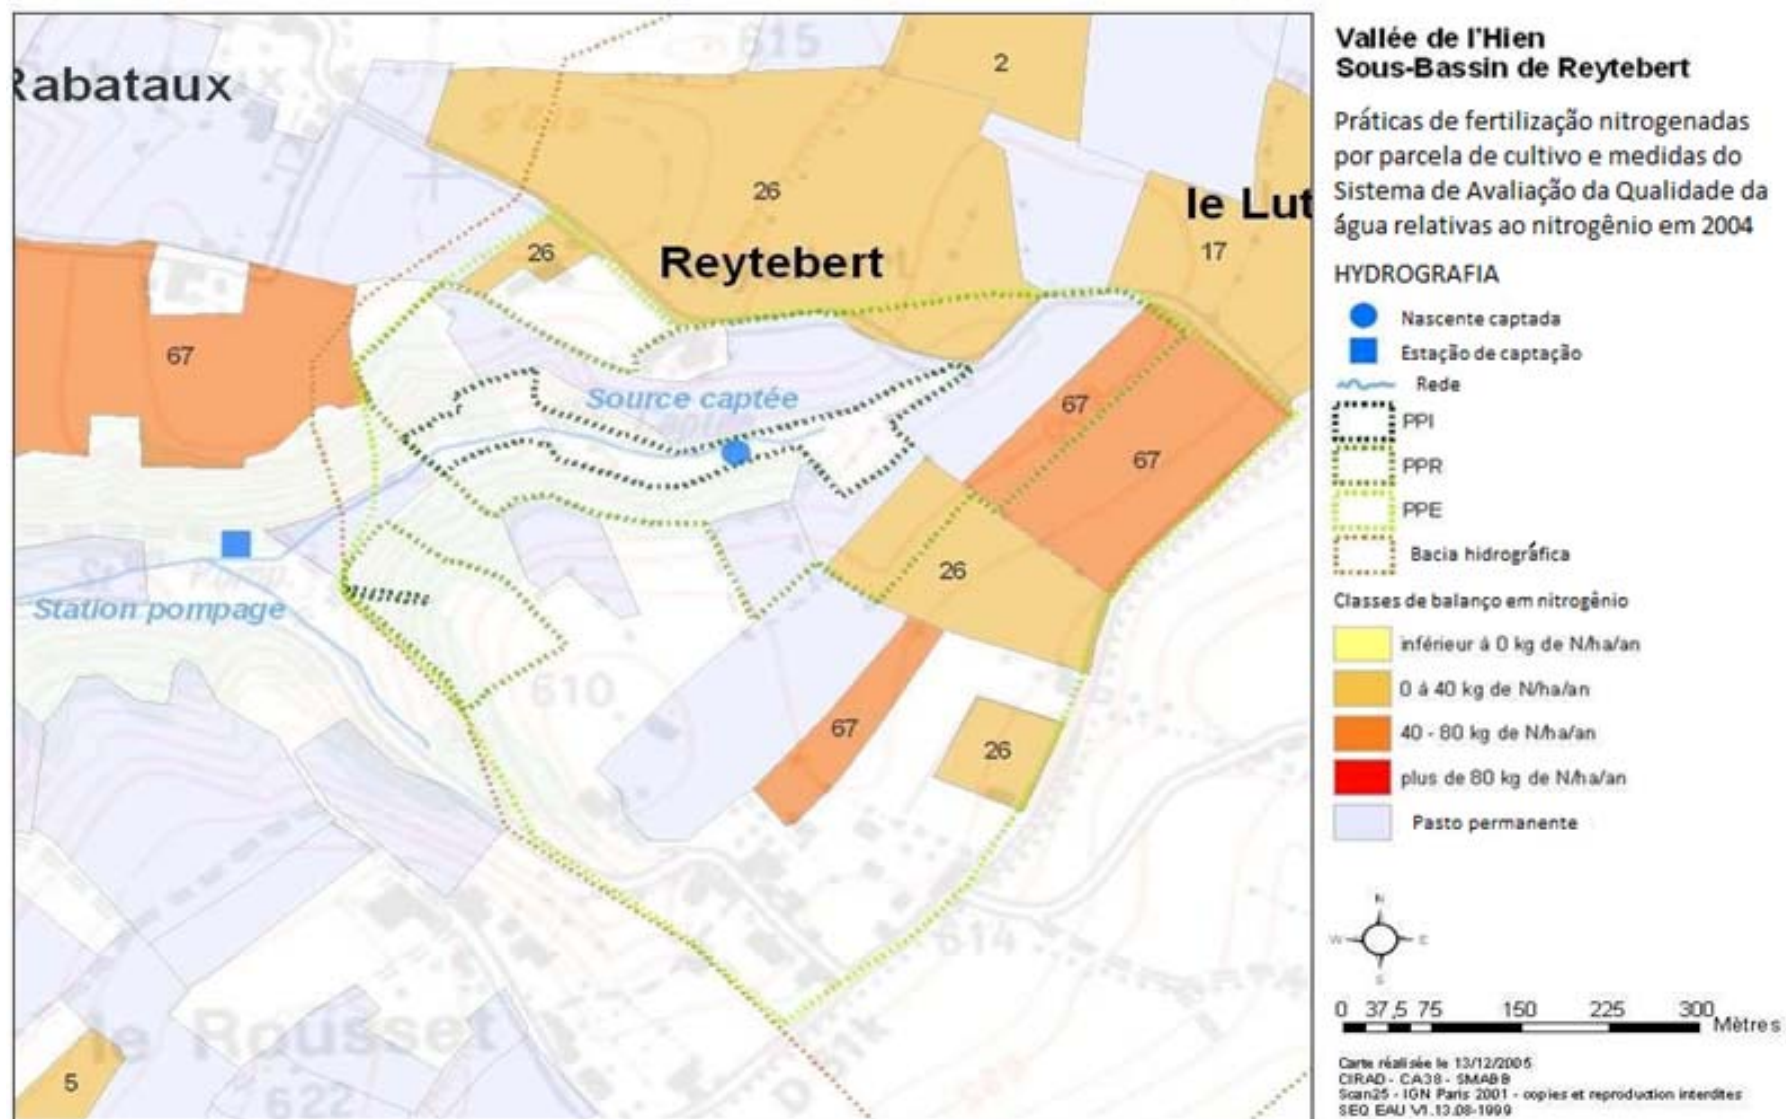 Rabataux
615
2
26
le Lut
17
26
Reytebert
67
Source captée
67
67
26
Station pompage
610
67
26
614
le Rousset
622
5
Vallée de l'Hien
Sous-Bassin de Reytebert
Práticas de fertilização nitrogenadas
por parcela de cultivo e medidas do
Sistema de Avaliação da Qualidade da
água relativas ao nitrogênio em 2004
HYDROGRAFIA
Nascente captada
Estação de captação
Rede
PPI
PPR
PPE
Bacia hidrográfica
Classes de balanço em nitrogênio
inférieur à 0 kg de N/ha/an
0 à 40 kg de N/ha/an
40 - 80 kg de N/ha/an
plus de 80 kg de N/ha/an
Pasto permanente
N
W E
S
0 37,5 75 150 225 300
Mètres
Carte réalisée le 13/12/2005
CIRAD - CA38 - SMABB
Scan25 - IGN Paris 2001 - copies et reproduction interdites
SEQ EAU V1.13.08-1999